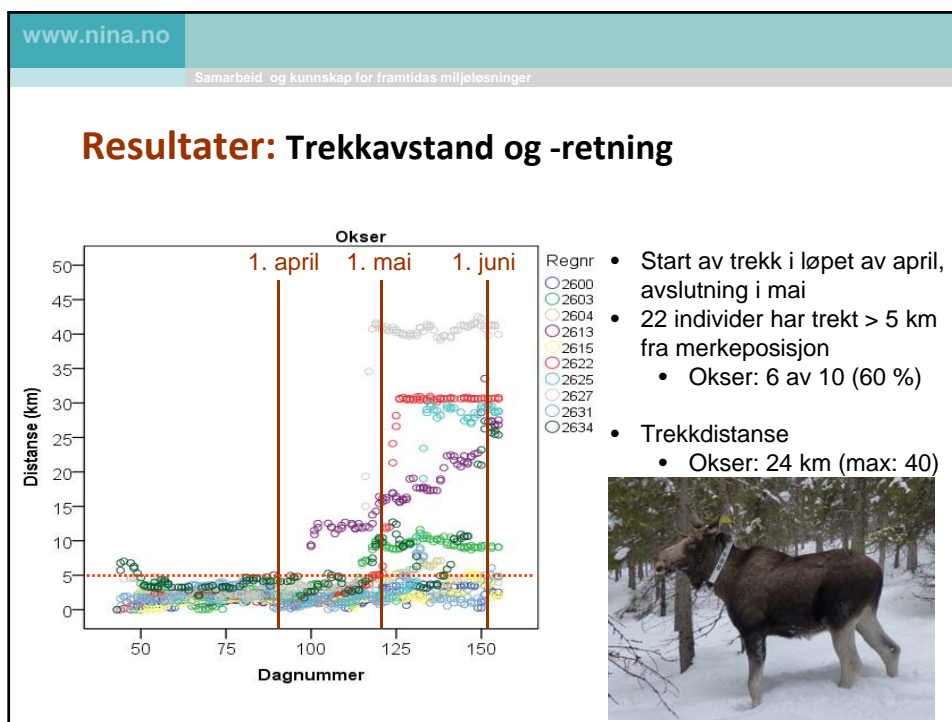 www.nina.no
Samarbeid og kunnskap for framtidas miljøløsninger
Resultater: Trekkavstand og -retning
Okser
1. april 1. mai 1. juni
Distanse (km)
50
45
40
35
30
25
20
15
10
5
0
50 75 100 125 150
Dagnummer
Regnr
2600
2603
2604
2613
2615
2622
2625
2627
2631
2634
• Start av trekk i løpet av april,
avslutning i mai
• 22 individer har trekt > 5 km
fra merkeposisjon
• Okser: 6 av 10 (60 %)
• Trekkdistanse
• Okser: 24 km (max: 40)